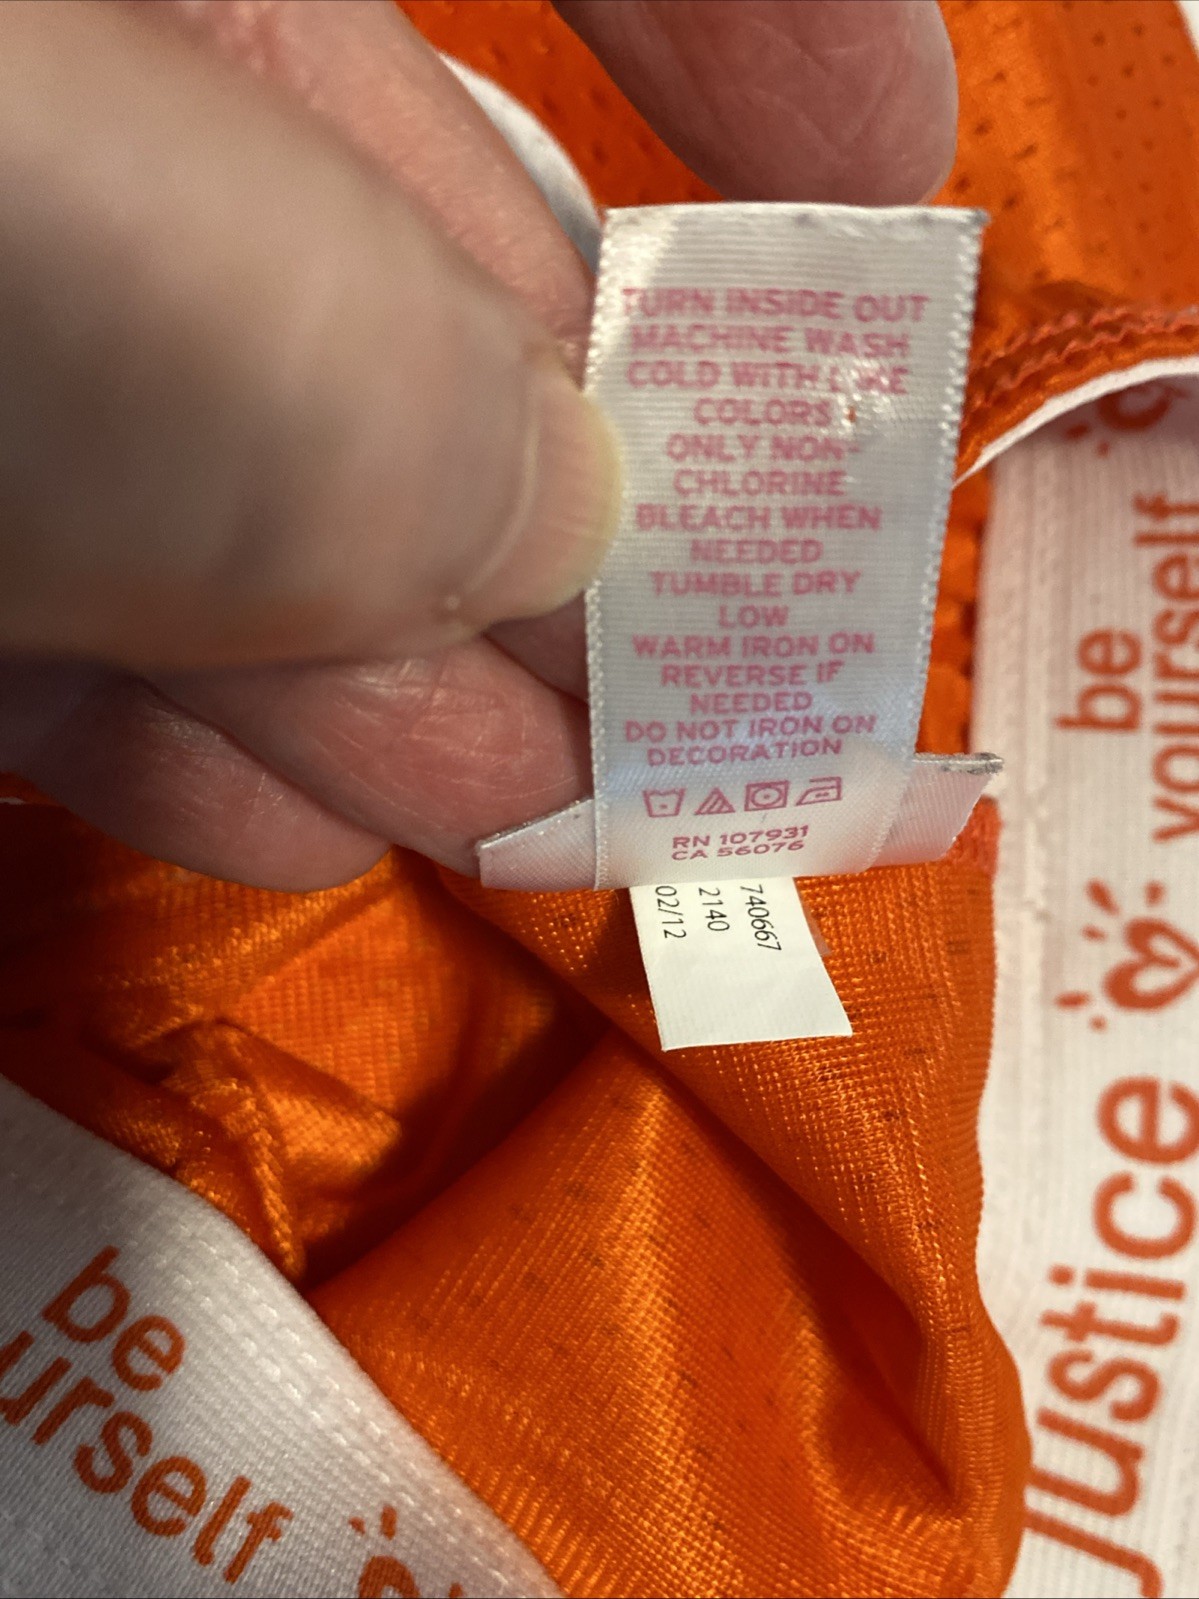 TURN INSIDE OUT
MACHINE WASH
COLD WITH LIKE
COLORS
ONLY NON-
CHLORINE
BLEACH WHEN
NEEDED
TUMBLE DRY
LOW
WARM IRON ON
REVERSE IF
NEEDED
DO NOT IRON ON
DECORATION
RN 107931
CA 56076
740667
2140
02/12
be
yourself
Justice
be
urself